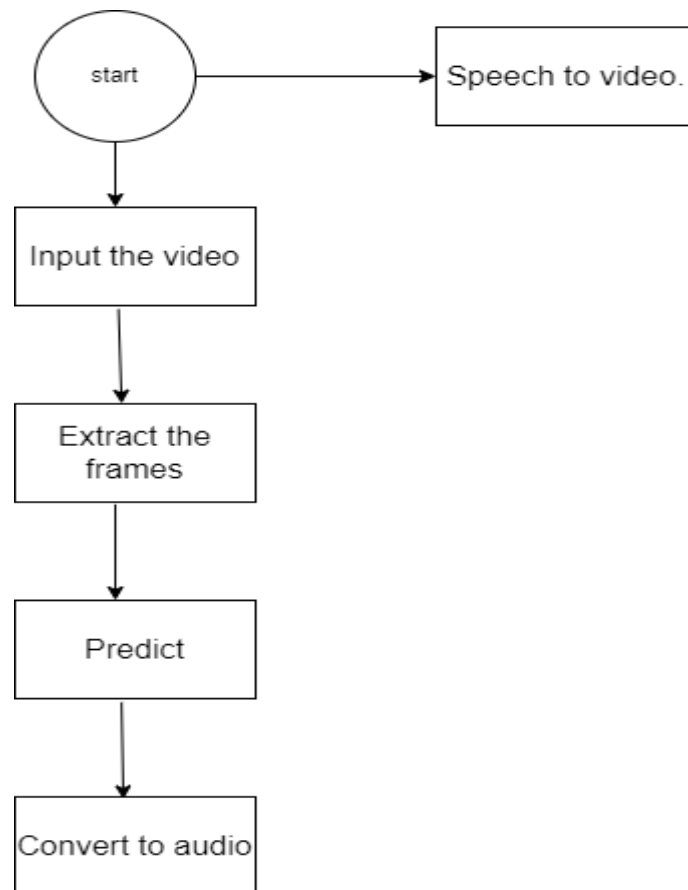 start
Speech to video.
Input the video
Extract the
frames
Predict
Convert to audio